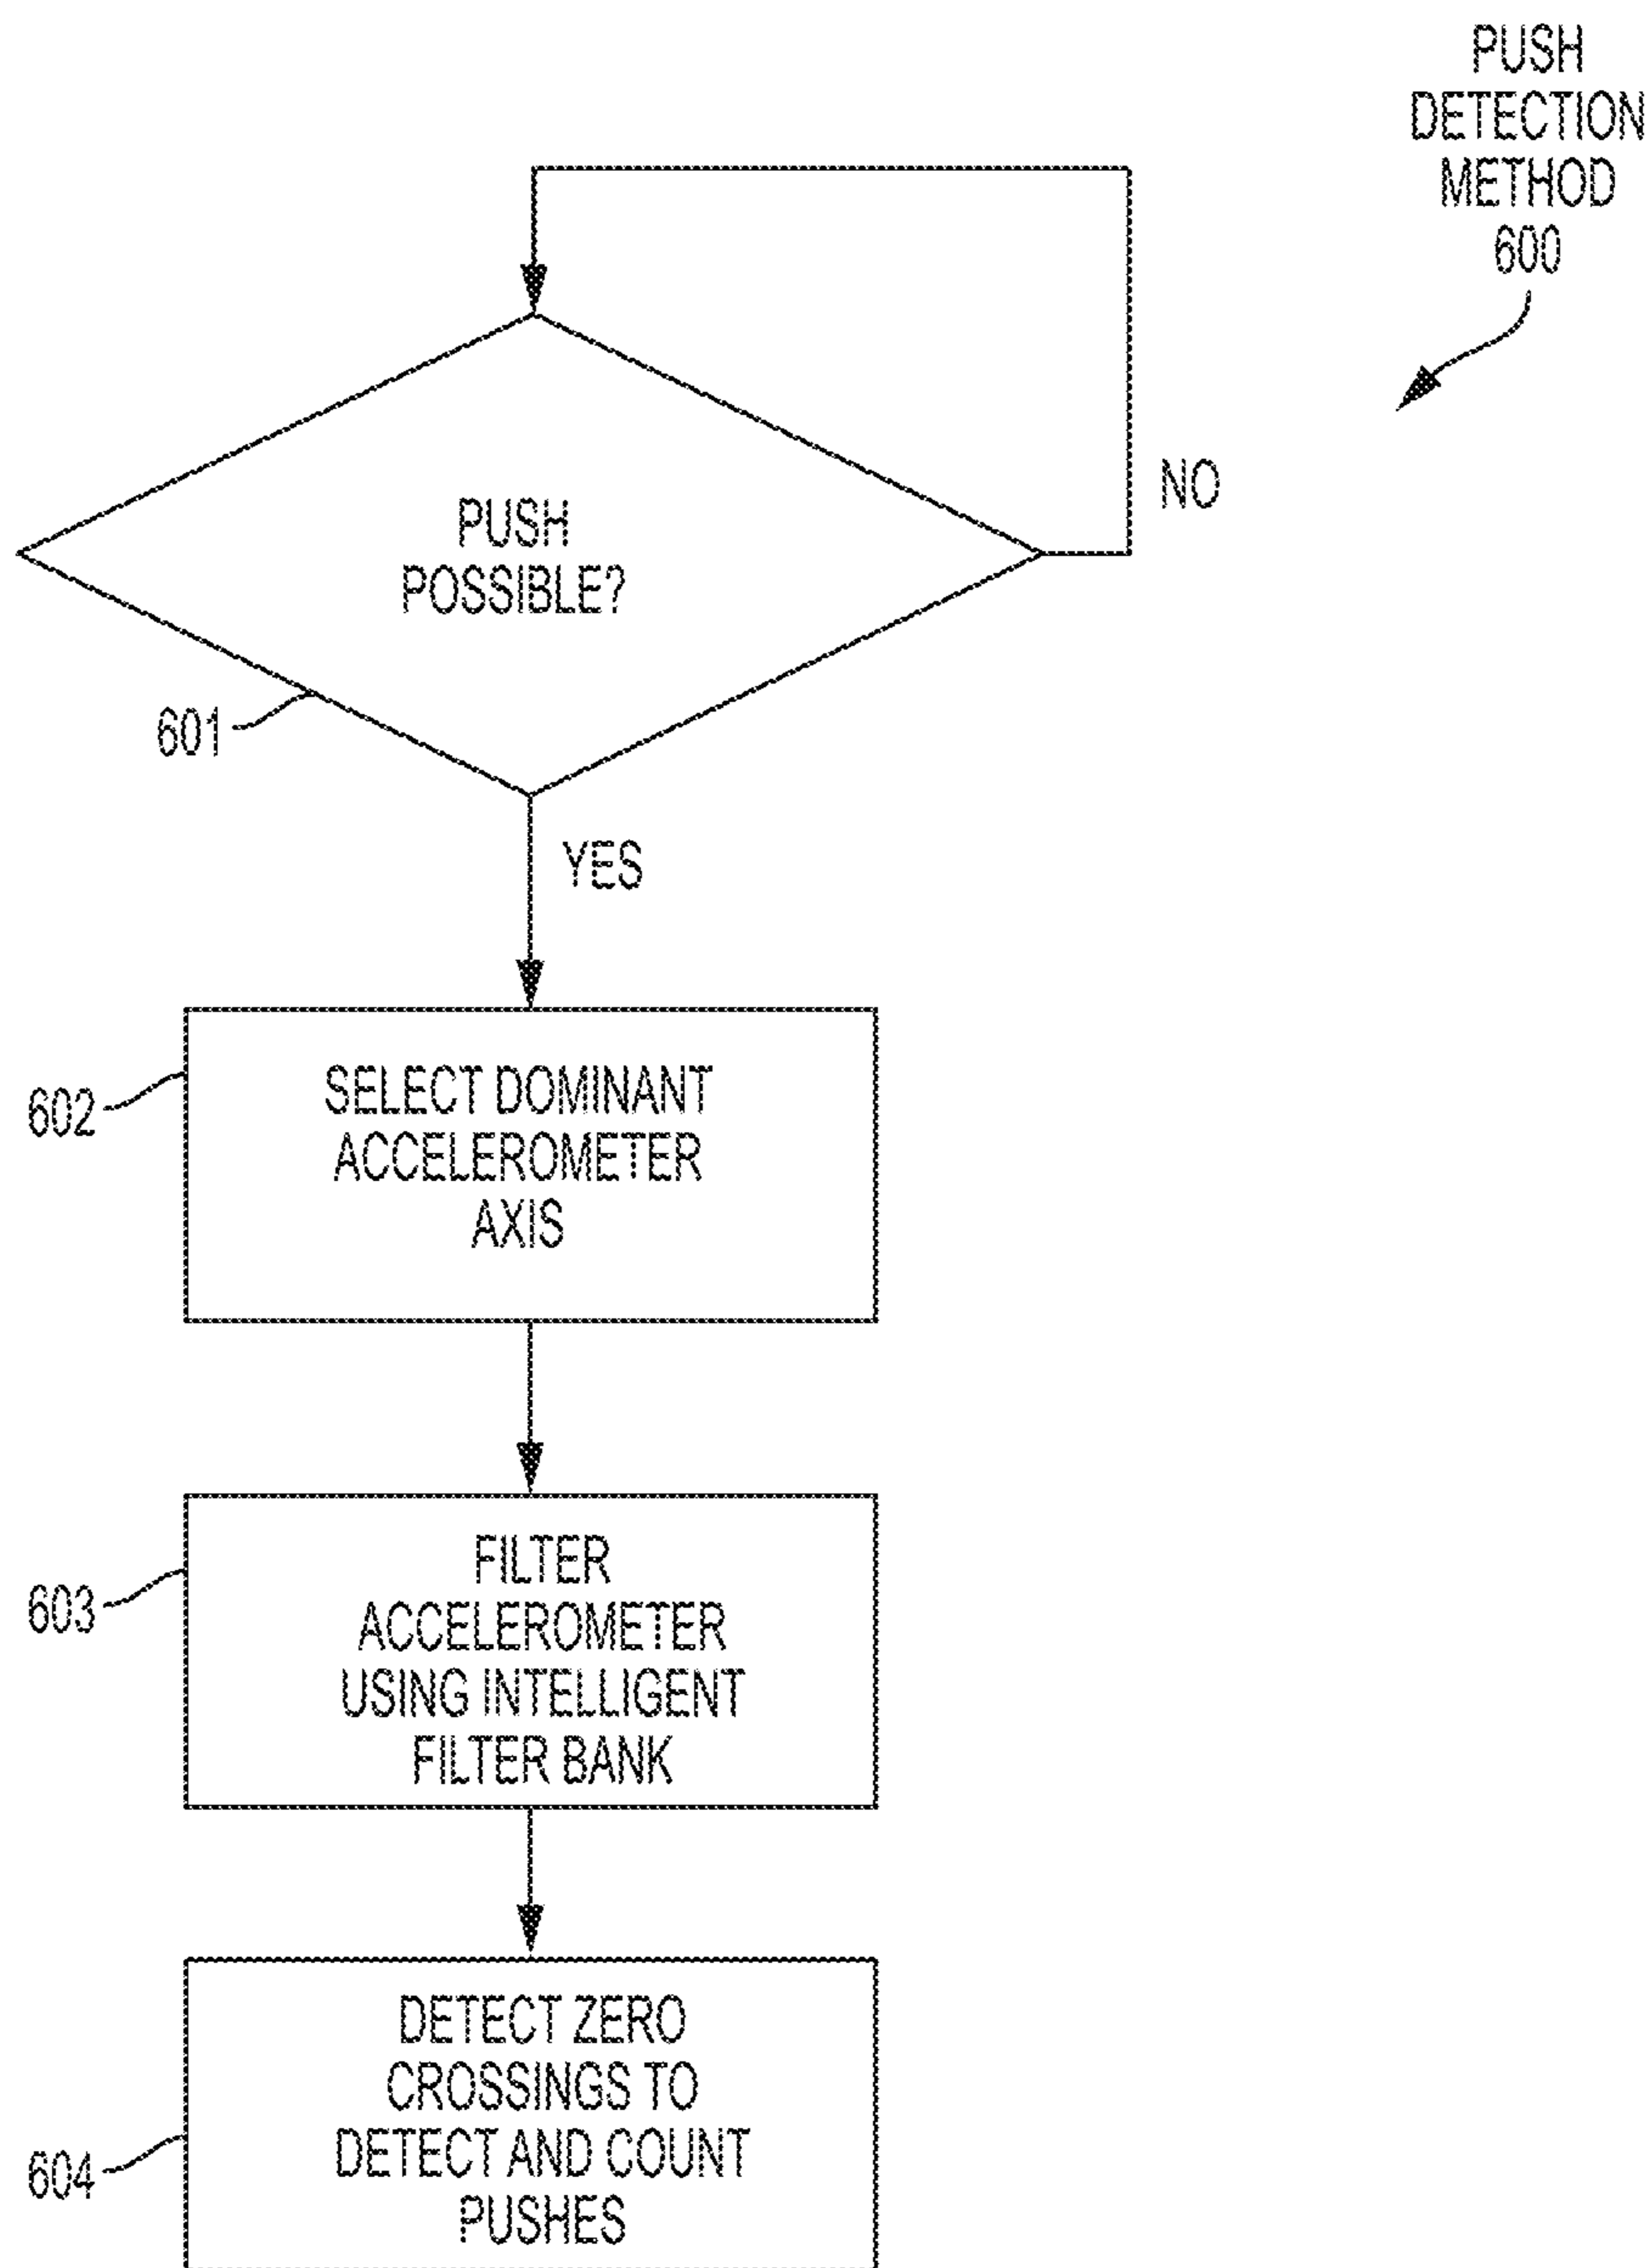 PUSH
DETECTION
METHOD
600
NO
PUSH
POSSIBLE?
601
YES
602
SELECT DOMINANT
ACCELEROMETER
AXIS
603
FILTER
ACCELEROMETER
USING INTELLIGENT
FILTER BANK
604
DETECT ZERO
CROSSINGS TO
DETECT AND COUNT
PUSHES